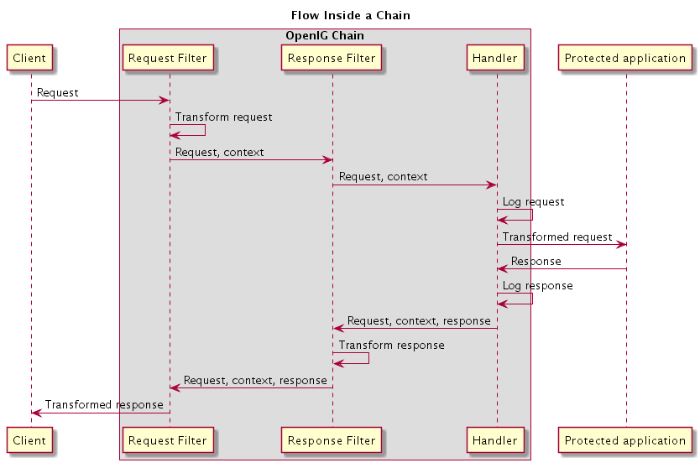 Flow Inside a Chain
OpenIG Chain
Client
Request Filter
Response Filter
Handler
Protected application
Request
Transform request
Request, context
Request, context
Log request
Transformed request
Response
Log response
Request, context, response
Transform response
Request, context, response
Transformed response
Client
Request Filter
Response Filter
Handler
Protected application